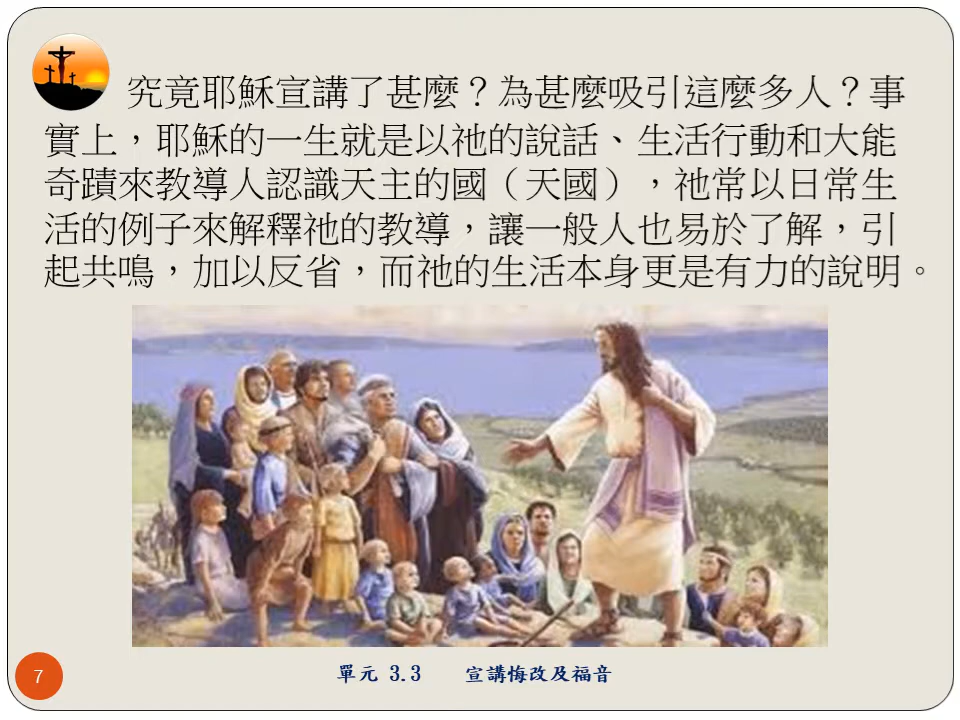 究竟耶穌宣講了甚麼？為甚麼吸引這麼多人？事
實上，耶穌的一生就是以祂的說話、生活行動和大能
奇蹟來教導人認識天主的國（天國），祂常以日常生
活的例子來解釋祂的教導，讓一般人也易於了解，引
起共鳴，加以反省，而祂的生活本身更是有力的說明。
7
單元 3.3 宣講悔改及福音